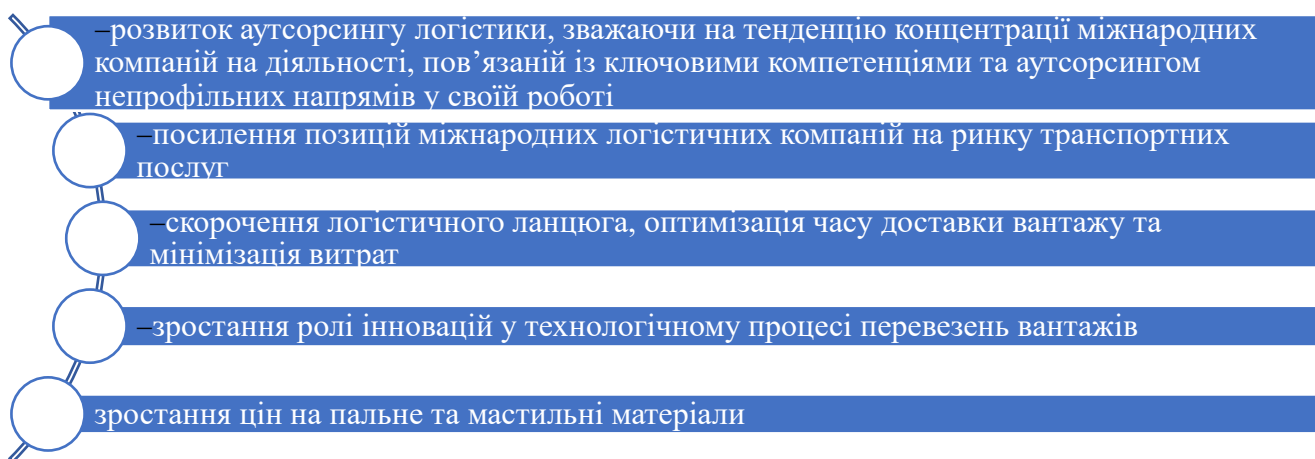 –розвиток аутсорсингу логістики, зважаючи на тенденцію концентрації міжнародних
компаній на діяльності, пов’язаній із ключовими компетенціями та аутсорсингом
непрофільних напрямів у своїй роботі
–посилення позицій міжнародних логістичних компаній на ринку транспортних
послуг
–скорочення логістичного ланцюга, оптимізація часу доставки вантажу та
мінімізація витрат
–зростання ролі інновацій у технологічному процесі перевезень вантажів
зростання цін на пальне та мастильні матеріали